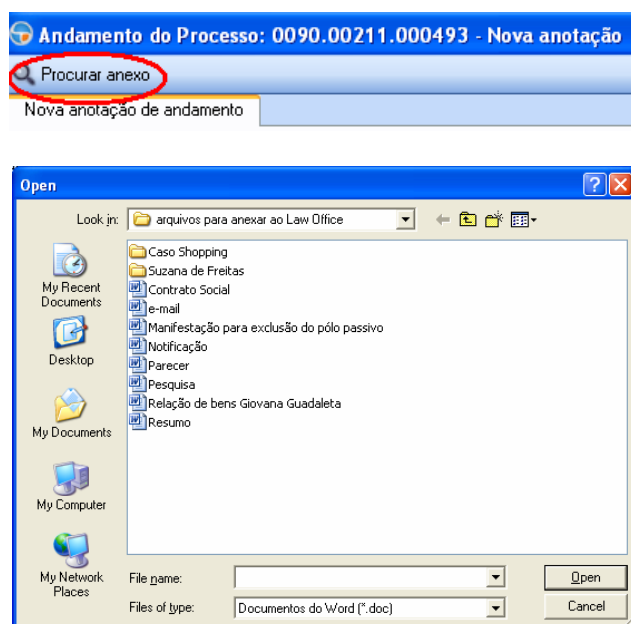 Andamento do Processo: 0090.00211.000493 - Nova anotação
Procurar anexo
Nova anotação de andamento
Open
Look in: arquivos para anexar ao Law Office
Caso Shopping
Suzana de Freitas
Contrato Social
e-mail
Manifestação para exclusão do pólo passivo
Notificação
Parecer
Pesquisa
Relação de bens Giovana Guadaleta
Resumo
My Recent
Documents
Desktop
My Documents
My Computer
My Network
Places
File name:
Open
Files of type: Documentos do Word (*.doc)
Cancel